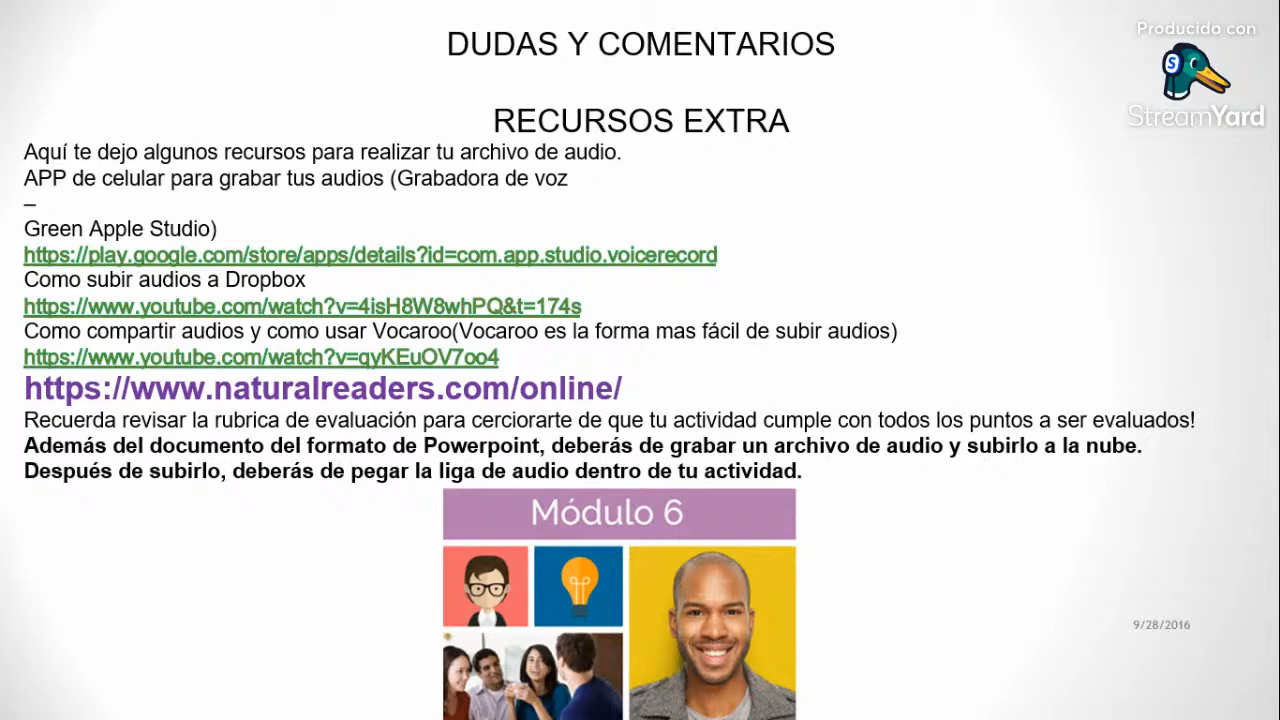 Producido con
StreamYard
DUDAS Y COMENTARIOS
RECURSOS EXTRA
Aquí te dejo algunos recursos para realizar tu archivo de audio.
APP de celular para grabar tus audios (Grabadora de voz
–
Green Apple Studio)
https://play.google.com/store/apps/details?id=com.app.studio.voicerecord
Como subir audios a Dropbox
https://www.youtube.com/watch?v=4isH8W8whPQ&t=174s
Como compartir audios y como usar Vocaroo(Vocaroo es la forma mas fácil de subir audios)
https://www.youtube.com/watch?v=qyKEuOV7oo4
https://www.naturalreaders.com/online/
Recuerda revisar la rubrica de evaluación para cerciorarte de que tu actividad cumple con todos los puntos a ser evaluados!
Además del documento del formato de Powerpoint, deberás de grabar un archivo de audio y subirlo a la nube.
Después de subirlo, deberás de pegar la liga de audio dentro de tu actividad.
Módulo 6
9/28/2016